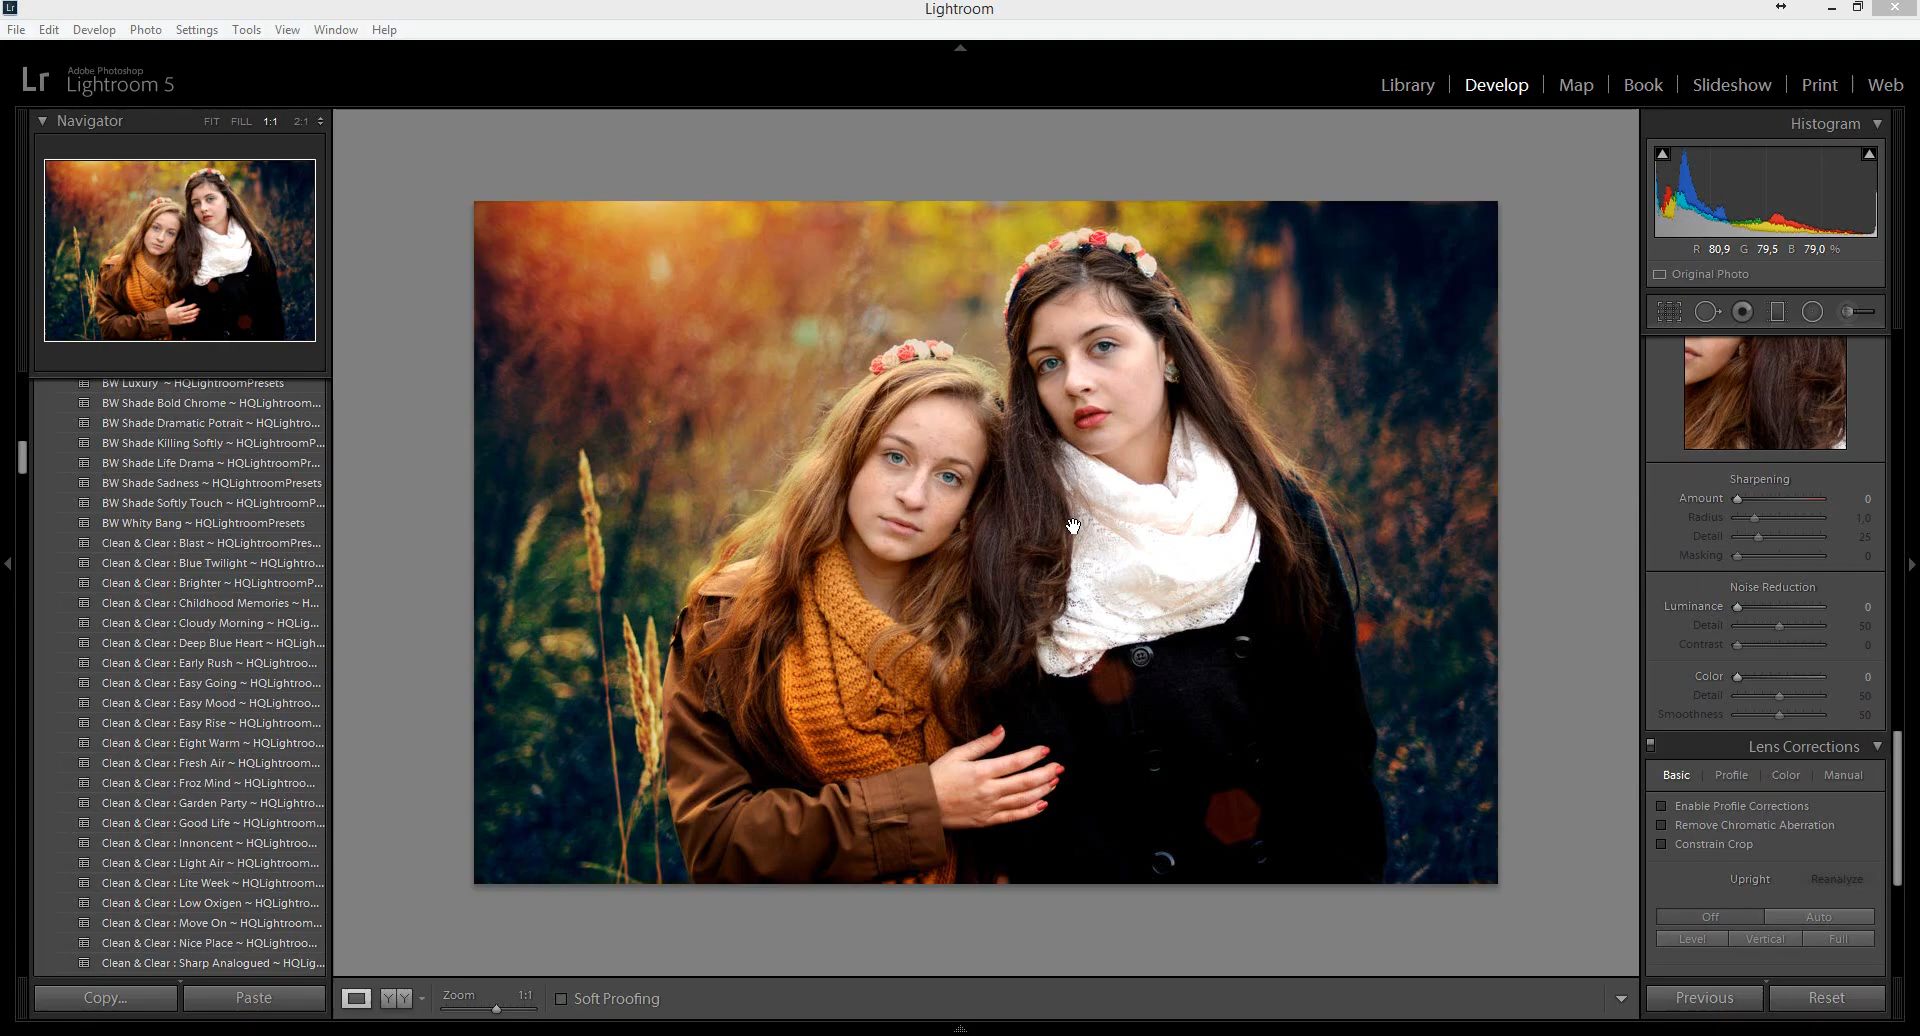 Lr
Lightroom
File Edit Develop Photo Settings Tools View Window Help
Lr Adobe Photoshop
Lightroom 5
Library Develop Map Book Slideshow Print Web
Navigator FIT FILL 1:1 2:1
BW Luxury ~ HQLightroomPresets
BW Shade Bold Chrome ~ HQLightroom...
BW Shade Dramatic Potrait ~ HQLightro...
BW Shade Killing Softly ~ HQLightroomP...
BW Shade Life Drama ~ HQLightroomPr...
BW Shade Sadness ~ HQLightroomPresets
BW Shade Softly Touch ~ HQLightroomP...
BW Whity Bang ~ HQLightroomPresets
Clean & Clear : Blast ~ HQLightroomPres...
Clean & Clear : Blue Twilight ~ HQLightro...
Clean & Clear : Brighter ~ HQLightroomP...
Clean & Clear : Childhood Memories ~ H...
Clean & Clear : Cloudy Morning ~ HQLig...
Clean & Clear : Deep Blue Heart ~ HQLigh...
Clean & Clear : Early Rush ~ HQLightroo...
Clean & Clear : Easy Going ~ HQLightroo...
Clean & Clear : Easy Mood ~ HQLightroo...
Clean & Clear : Easy Rise ~ HQLightroom...
Clean & Clear : Eight Warm ~ HQLightroo...
Clean & Clear : Fresh Air ~ HQLightroom...
Clean & Clear : Froz Mind ~ HQLightroo...
Clean & Clear : Garden Party ~ HQLightro...
Clean & Clear : Good Life ~ HQLightroom...
Clean & Clear : Innoncent ~ HQLightroo...
Clean & Clear : Light Air ~ HQLightroom...
Clean & Clear : Lite Week ~ HQLightroom...
Clean & Clear : Low Oxigen ~ HQLightro...
Clean & Clear : Move On ~ HQLightroom...
Clean & Clear : Nice Place ~ HQLightroo...
Clean & Clear : Sharp Analogued ~ HQLig...
Copy... Paste
YY Zoom 1:1 Soft Proofing
Histogram
R 80,9 G 79,5 B 79,0 %
Original Photo
Sharpening
Amount 0
Radius 1,0
Detail 25
Masking 0
Noise Reduction
Luminance 0
Detail 50
Contrast 0
Color 0
Detail 50
Smoothness 50
Lens Corrections
Basic Profile Color Manual
Enable Profile Corrections
Remove Chromatic Aberration
Constrain Crop
Upright Reanalyze
Off Auto
Level Vertical Full
Previous Reset